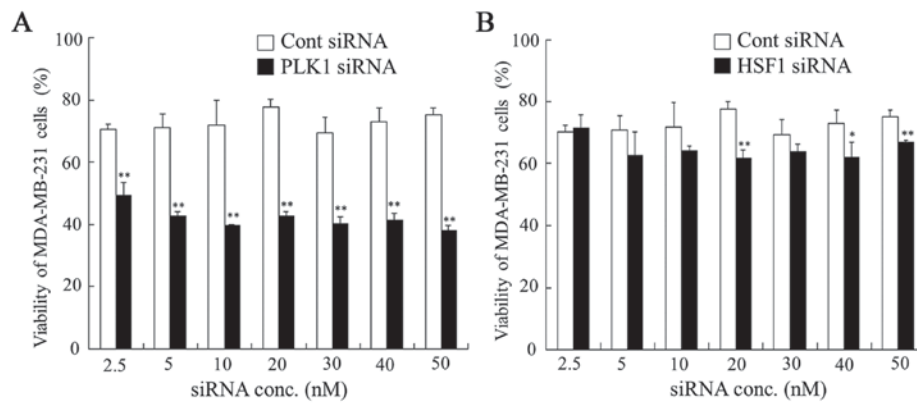 A
Viability of MDA-MB-231 cells (%)
100
80
60
40
20
0
Cont siRNA
PLK1 siRNA
** ** ** ** ** ** **
2.5 5 10 20 30 40 50
siRNA conc. (nM)
B
Viability of MDA-MB-231 cells (%)
100
80
60
40
20
0
Cont siRNA
HSF1 siRNA
** * **
2.5 5 10 20 30 40 50
siRNA conc. (nM)